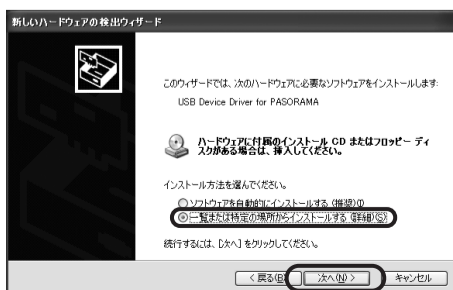 新しいハードウェアの検出ウィザード
このウィザードでは、次のハードウェアに必要なソフトウェアをインストールします:
USB Device Driver for PASORAMA
ハードウェアに付属のインストール CD またはフロッピー ディ
スクがある場合は、挿入してください。
インストール方法を選んでください。
ソフトウェアを自動的にインストールする (推奨)(I)
一覧または特定の場所からインストールする (詳細)(S)
続行するには、[次へ] をクリックしてください。
< 戻る(B) 次へ(N) > キャンセル